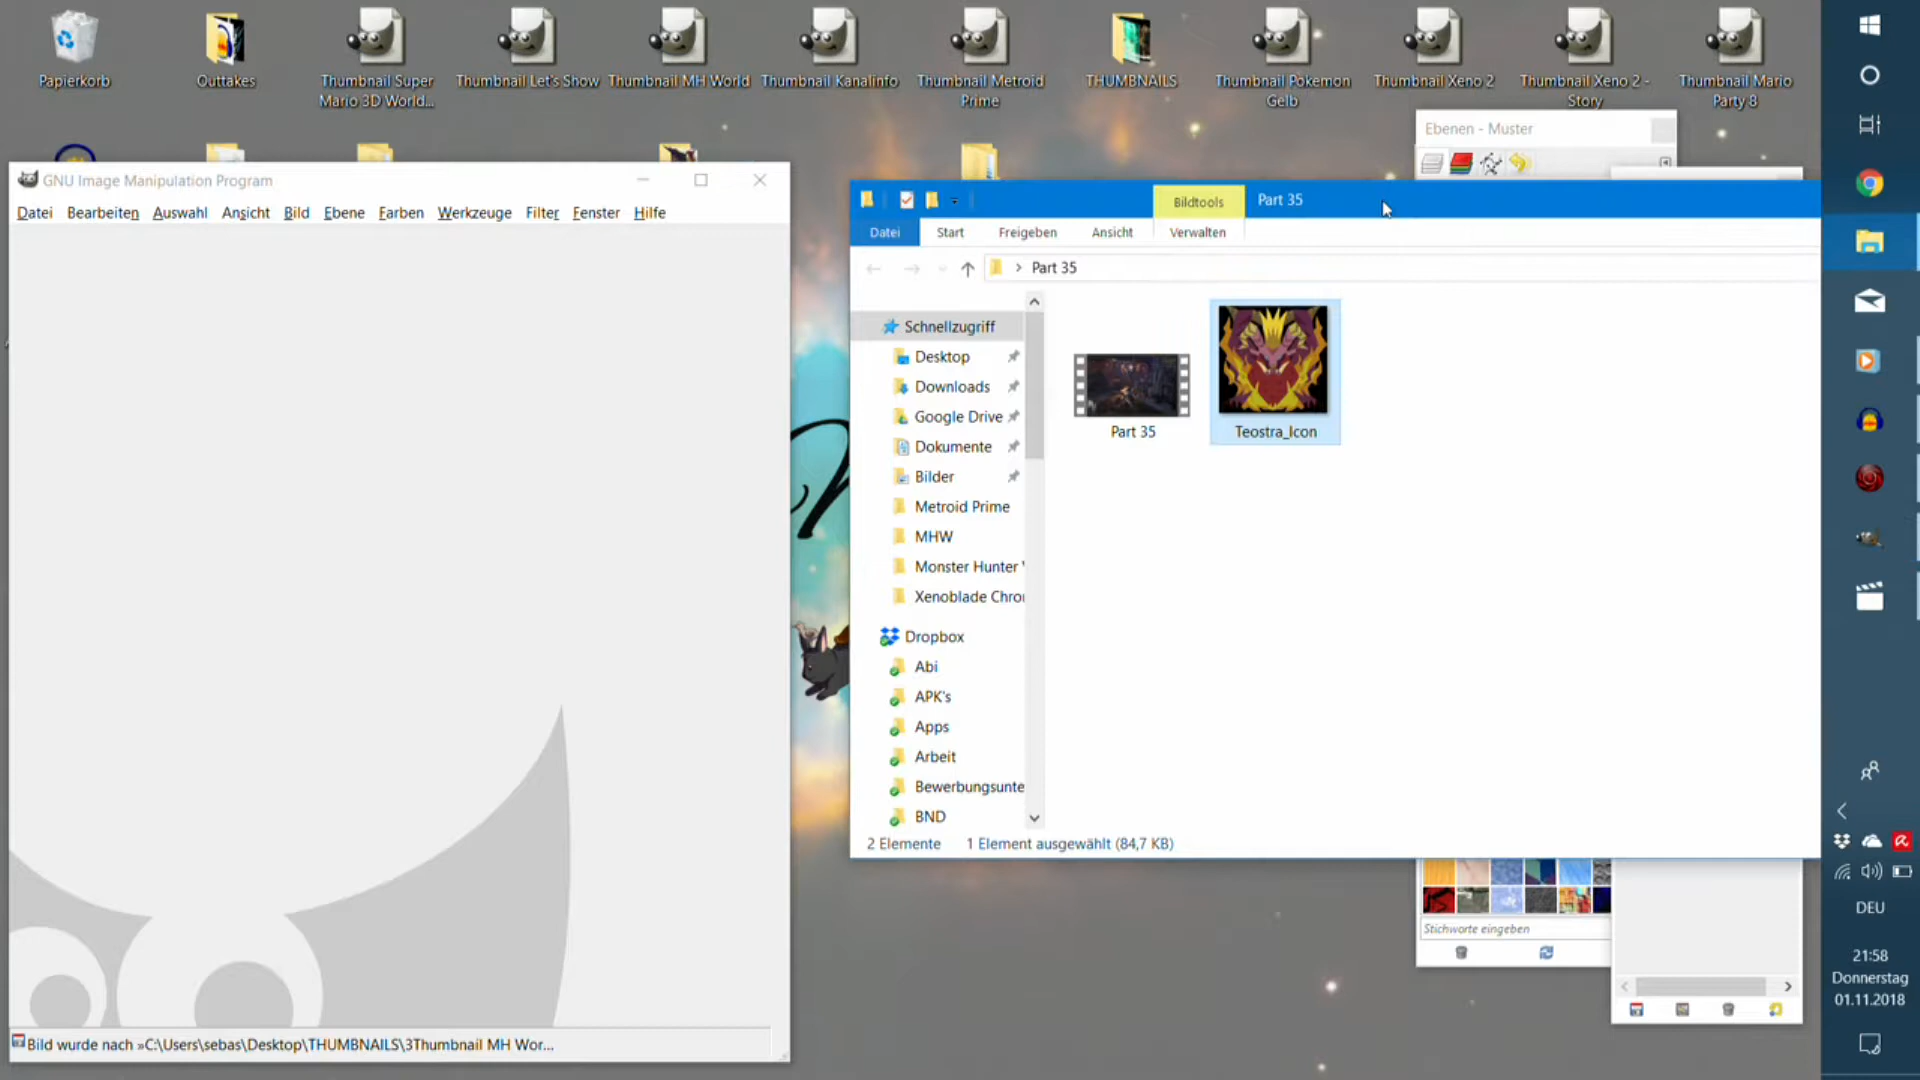 Papierkorb
Outtakes
Thumbnail Super
Mario 3D World...
Thumbnail Let's Show
Thumbnail MH World
Thumbnail Kanalinfo
Thumbnail Metroid
Prime
THUMBNAILS
Thumbnail Pokemon
Gelb
Thumbnail Xeno 2
Thumbnail Xeno 2 -
Story
Thumbnail Mario
Party 8
Ebenen - Muster
GNU Image Manipulation Program
Datei Bearbeiten Auswahl Ansicht Bild Ebene Farben Werkzeuge Filter Fenster Hilfe
Bildtools
Part 35
Datei Start Freigeben Ansicht Verwalten
Part 35
Schnellzugriff
Desktop
Downloads
Google Drive
Dokumente
Bilder
Metroid Prime
MHW
Monster Hunter
Xenoblade Chro
Dropbox
Abi
APK's
Apps
Arbeit
Bewerbungsunte
BND
Part 35
Teostra_Icon
2 Elemente 1 Element ausgewählt (84,7 KB)
Stichworte eingeben
Bild wurde nach »C:\Users\sebas\Desktop\THUMBNAILS\3Thumbnail MH Wor...
DEU
21:58
Donnerstag
01.11.2018